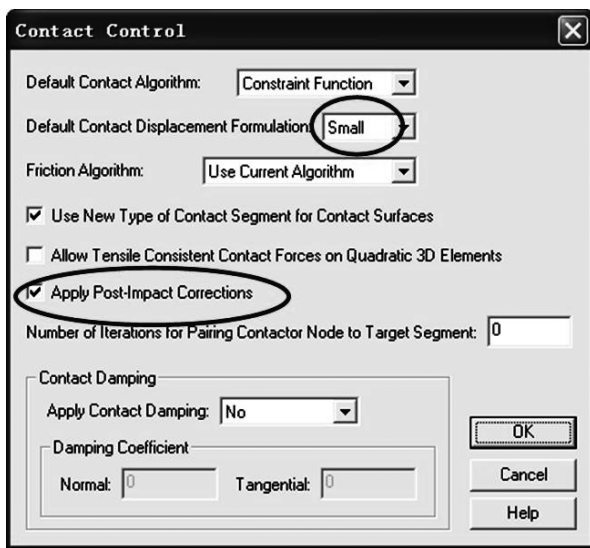 Contact Control
Default Contact Algorithm: Constraint Function
Default Contact Displacement Formulation: Small
Friction Algorithm: Use Current Algorithm
Use New Type of Contact Segment for Contact Surfaces
Allow Tensile Consistent Contact Forces on Quadratic 3D Elements
Apply Post-Impact Corrections
Number of Iterations for Pairing Contactor Node to Target Segment: 0
Contact Damping
Apply Contact Damping: No
Damping Coefficient
Normal: 0 Tangential: 0
OK
Cancel
Help